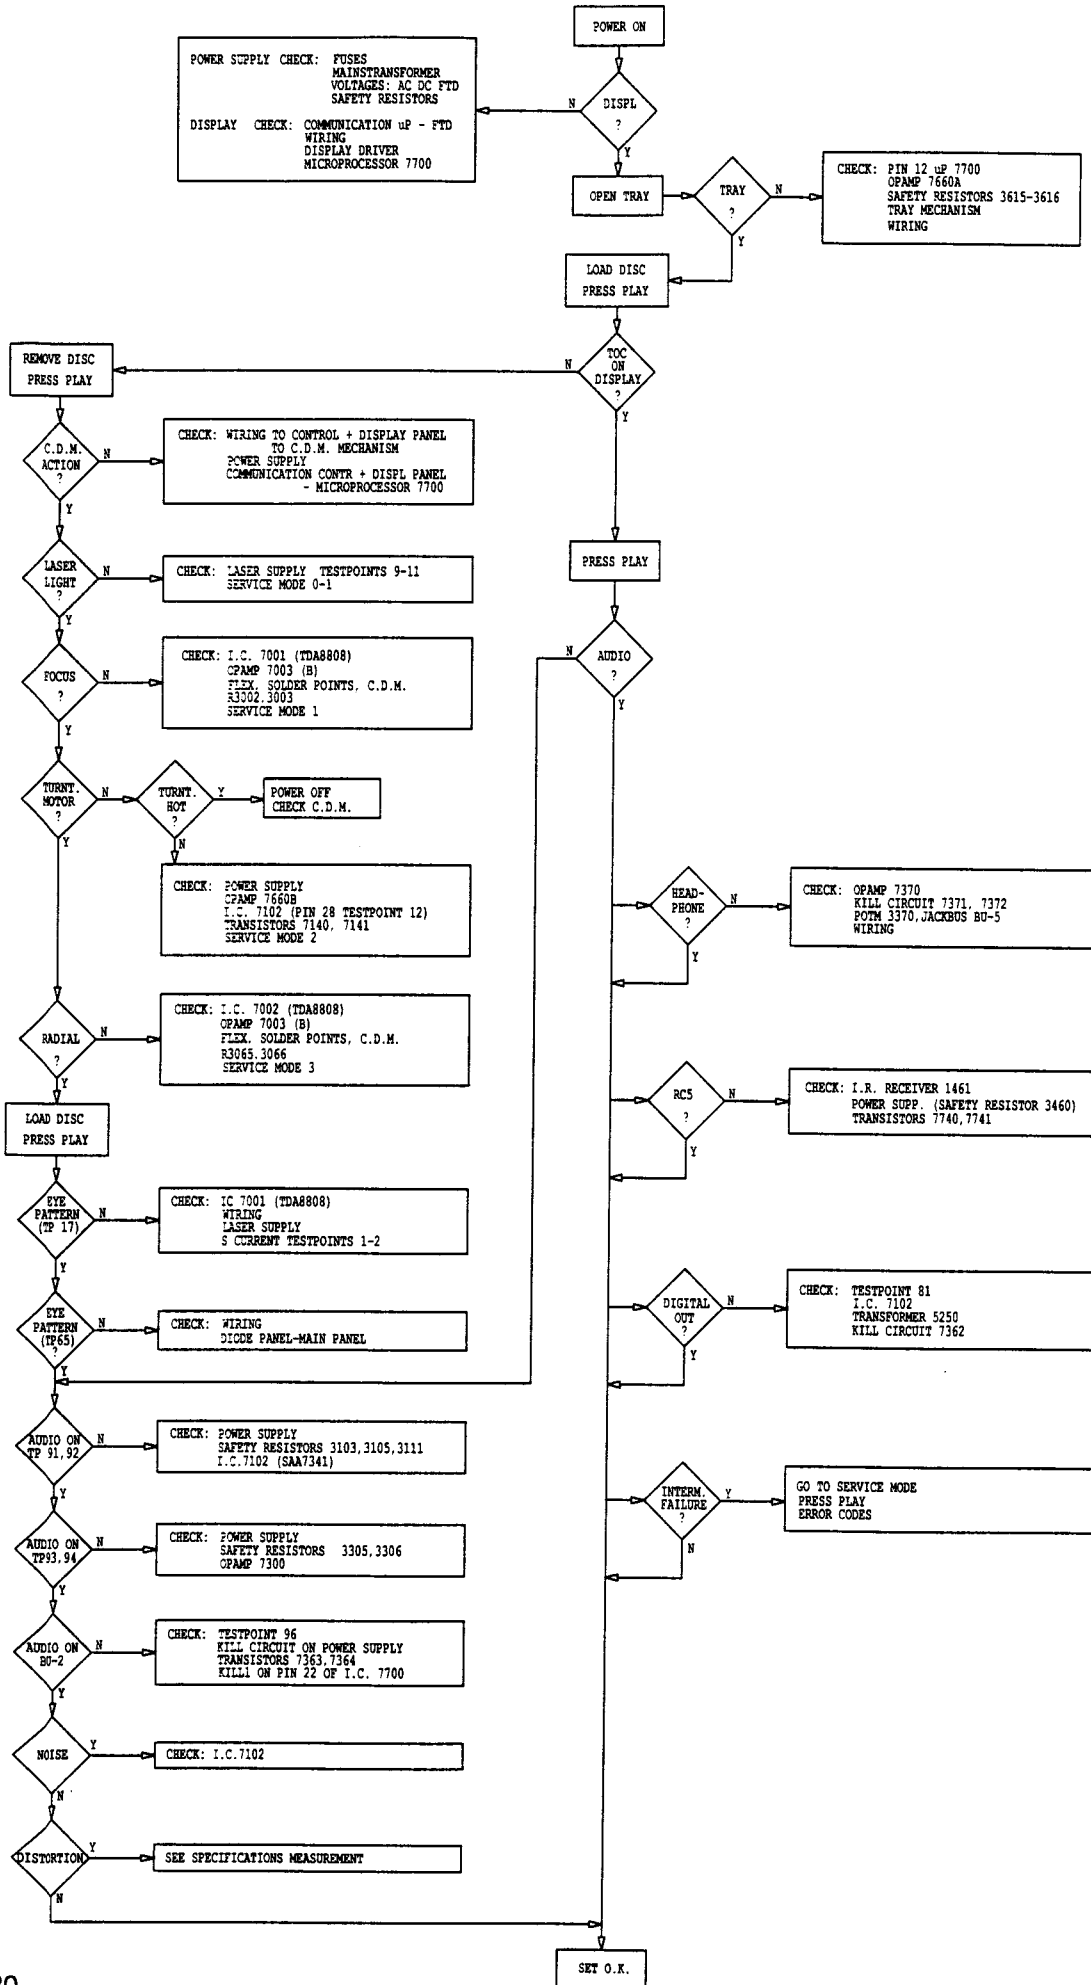 POWER ON
POWER SUPPLY CHECK: FUSES
MAINSTRANSFORMER
VOLTAGES: AC DC FTD
SAFETY RESISTORS
DISPLAY CHECK: COMMUNICATION uP - FTD
WIRING
DISPLAY DRIVER
MICROPROCESSOR 7700
N
DISPL
?
Y
OPEN TRAY
TRAY
?
N
Y
CHECK: PIN 12 uP 7700
OPAMP 7660A
SAFETY RESISTORS 3615-3616
TRAY MECHANISM
WIRING
LOAD DISC
PRESS PLAY
TOC
ON
DISPLAY
?
N
Y
REMOVE DISC
PRESS PLAY
C.D.M.
ACTION
?
N
Y
CHECK: WIRING TO CONTROL + DISPLAY PANEL
TO C.D.M. MECHANISM
POWER SUPPLY
COMMUNICATION CONTR + DISPL PANEL
- MICROPROCESSOR 7700
LASER
LIGHT
?
N
Y
CHECK: LASER SUPPLY TESTPOINTS 9-11
SERVICE MODE 0-1
PRESS PLAY
AUDIO
?
N
Y
FOCUS
?
N
Y
CHECK: I.C. 7001 (TDA8808)
OPAMP 7003 (B)
FLEX. SOLDER POINTS, C.D.M.
R3002.3003
SERVICE MODE 1
TURNT.
MOTOR
?
N
Y
TURNT.
HOT
?
Y
N
POWER OFF
CHECK C.D.M.
CHECK: POWER SUPPLY
OPAMP 7660B
I.C. 7102 (PIN 28 TESTPOINT 12)
TRANSISTORS 7140, 7141
SERVICE MODE 2
HEAD-
PHONE
?
N
Y
CHECK: OPAMP 7370
KILL CIRCUIT 7371, 7372
POTM 3370,JACKBUS BU-5
WIRING
RADIAL
?
N
Y
CHECK: I.C. 7002 (TDA8808)
OPAMP 7003 (B)
FLEX. SOLDER POINTS, C.D.M.
R3065.3066
SERVICE MODE 3
LOAD DISC
PRESS PLAY
RC5
?
N
Y
CHECK: I.R. RECEIVER 1461
POWER SUPP. (SAFETY RESISTOR 3460)
TRANSISTORS 7740,7741
EYE
PATTERN
(TP 17)
N
Y
CHECK: IC 7001 (TDA8808)
WIRING
LASER SUPPLY
S CURRENT TESTPOINTS 1-2
EYE
PATTERN
(TP65)
?
N
Y
CHECK: WIRING
DIODE PANEL-MAIN PANEL
DIGITAL
OUT
?
N
Y
CHECK: TESTPOINT 81
I.C. 7102
TRANSFORMER 5250
KILL CIRCUIT 7362
AUDIO ON
TP 91,92
N
Y
CHECK: POWER SUPPLY
SAFETY RESISTORS 3103,3105,3111
I.C.7102 (SAA7341)
INTERM.
FAILURE
?
Y
N
GO TO SERVICE MODE
PRESS PLAY
ERROR CODES
AUDIO ON
TP93,94
N
Y
CHECK: POWER SUPPLY
SAFETY RESISTORS 3305,3306
OPAMP 7300
AUDIO ON
BU-2
N
Y
CHECK: TESTPOINT 96
KILL CIRCUIT ON POWER SUPPLY
TRANSISTORS 7363,7364
KILL1 ON PIN 22 OF I.C. 7700
NOISE
Y
N
CHECK: I.C.7102
DISTORTION
Y
N
SEE SPECIFICATIONS MEASUREMENT
SET O.K.